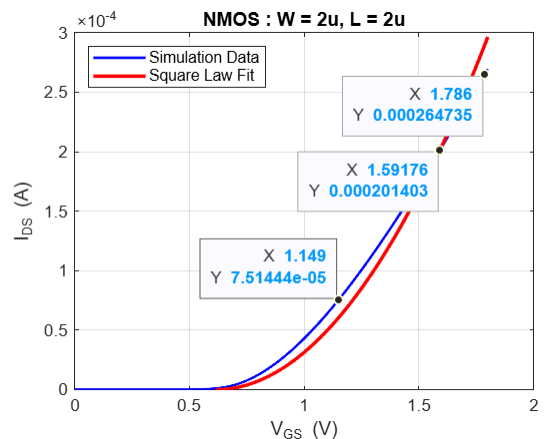 ×10⁻⁴
NMOS : W = 2u, L = 2u
Simulation Data
Square Law Fit
X 1.786
Y 0.000264735
X 1.59176
Y 0.000201403
X 1.149
Y 7.51444e-05
3
2.5
2
1.5
1
0.5
0
I_DS (A)
0
0.5
1
1.5
2
V_GS (V)